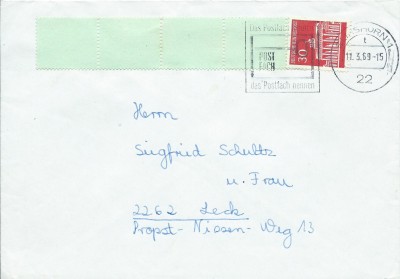 Das Postfach
POST
FACH
das Postfach nennen
30
11.3.69-15
22
Herrn
Siegfried Schultz
u. Frau
2262 Leck
Propst-Nissen-Weg 13